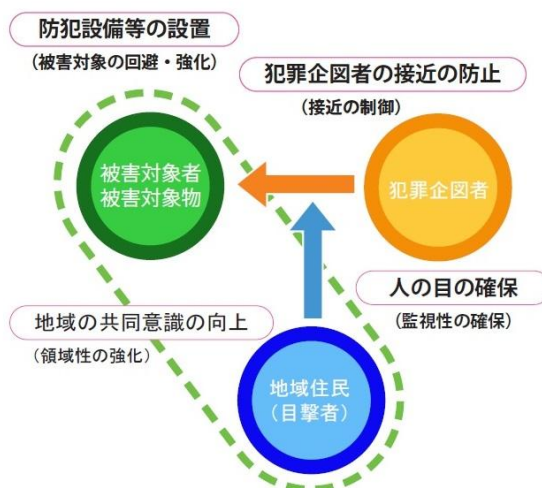 防犯設備等の設置
（被害対象の回避・強化）
犯罪企図者の接近の防止
（接近の制御）
被害対象者
被害対象物
犯罪企図者
人の目の確保
（監視性の確保）
地域の共同意識の向上
（領域性の強化）
地域住民
（目撃者）